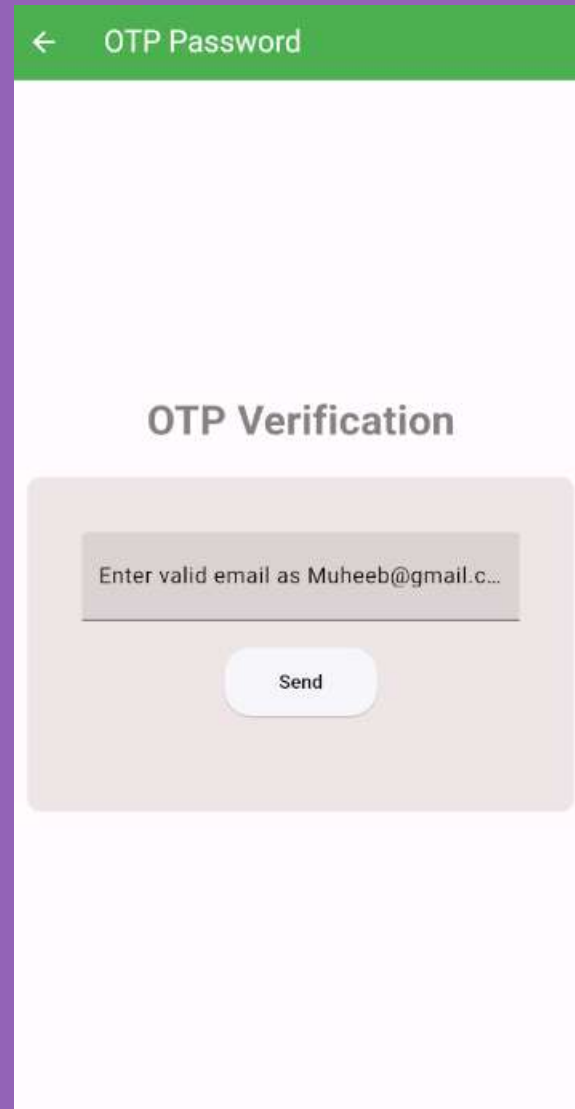 OTP Password
OTP Verification
Enter valid email as Muheeb@gmail.c...
Send